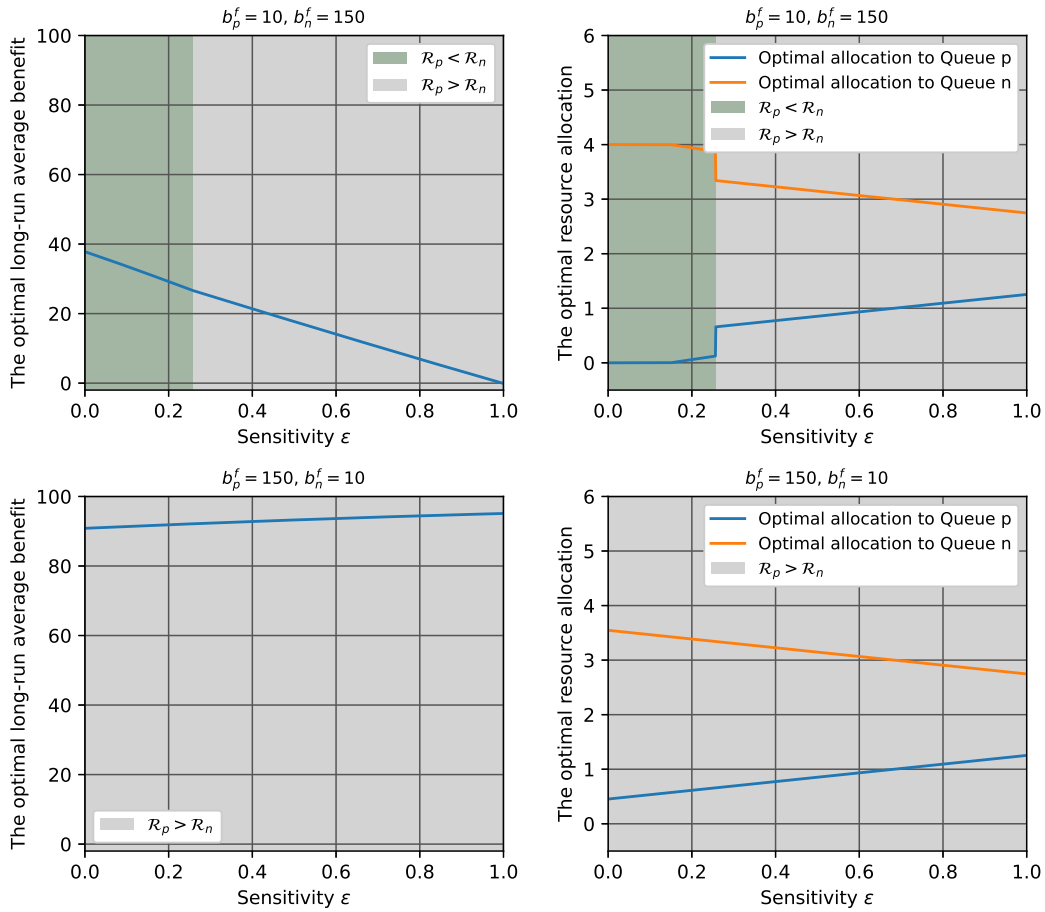 b_p^f = 10, b_n^f = 150
The optimal long-run average benefit
100
80
60
40
20
0
ℛ_p < ℛ_n
ℛ_p > ℛ_n
0.0 0.2 0.4 0.6 0.8 1.0
Sensitivity ε
b_p^f = 10, b_n^f = 150
The optimal resource allocation
6
5
4
3
2
1
0
Optimal allocation to Queue p
Optimal allocation to Queue n
ℛ_p < ℛ_n
ℛ_p > ℛ_n
0.0 0.2 0.4 0.6 0.8 1.0
Sensitivity ε
b_p^f = 150, b_n^f = 10
The optimal long-run average benefit
100
80
60
40
20
0
ℛ_p > ℛ_n
0.0 0.2 0.4 0.6 0.8 1.0
Sensitivity ε
b_p^f = 150, b_n^f = 10
The optimal resource allocation
6
5
4
3
2
1
0
Optimal allocation to Queue p
Optimal allocation to Queue n
ℛ_p > ℛ_n
0.0 0.2 0.4 0.6 0.8 1.0
Sensitivity ε